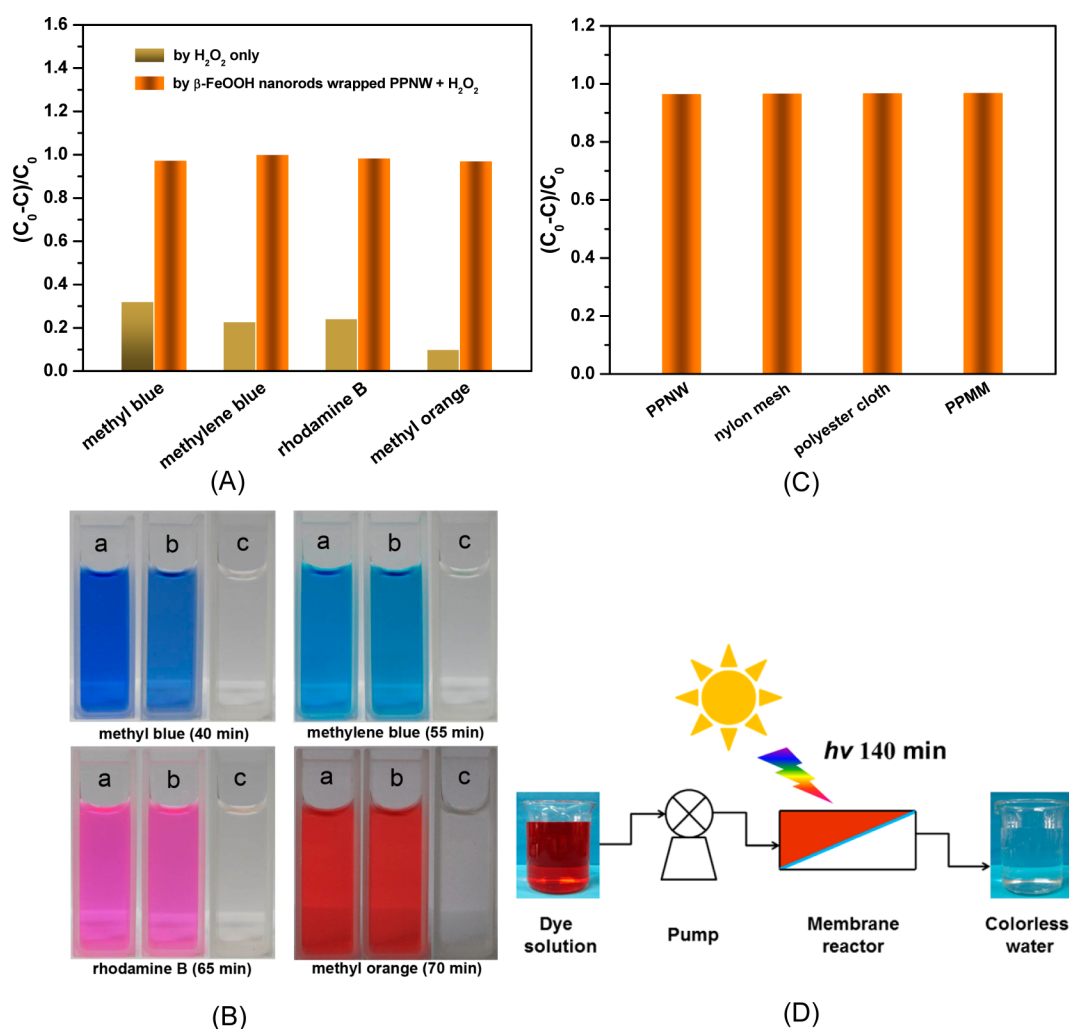 1.6
1.4
1.2
1.0
0.8
0.6
0.4
0.2
0.0
(C₀-C)/C₀
by H₂O₂ only
by β-FeOOH nanorods wrapped PPNW + H₂O₂
methyl blue
methylene blue
rhodamine B
methyl orange
(A)
1.2
1.0
0.8
0.6
0.4
0.2
0.0
(C₀-C)/C₀
PPNW
nylon mesh
polyester cloth
PPMM
(C)
a b c
methyl blue (40 min)
a b c
methylene blue (55 min)
a b c
rhodamine B (65 min)
a b c
methyl orange (70 min)
(B)
hv 140 min
Dye
solution
Pump
Membrane
reactor
Colorless
water
(D)